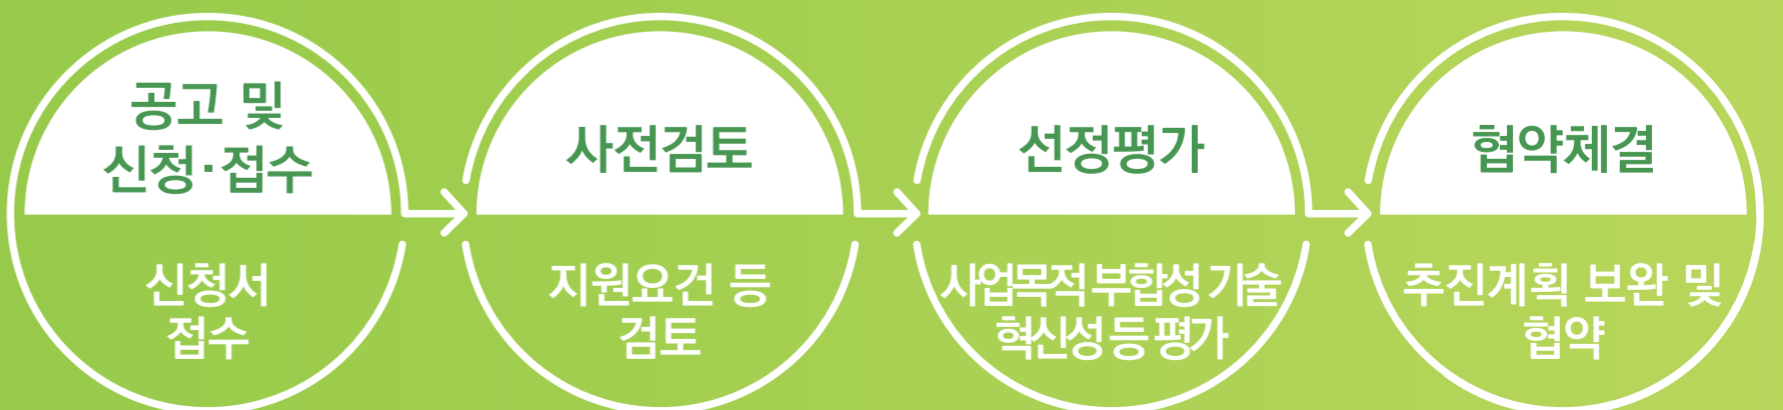 공고 및
신청·접수
신청서
접수
사전검토
지원요건 등
검토
선정평가
사업목적 부합성 기술
혁신성 등 평가
협약체결
추진계획 보완 및
협약